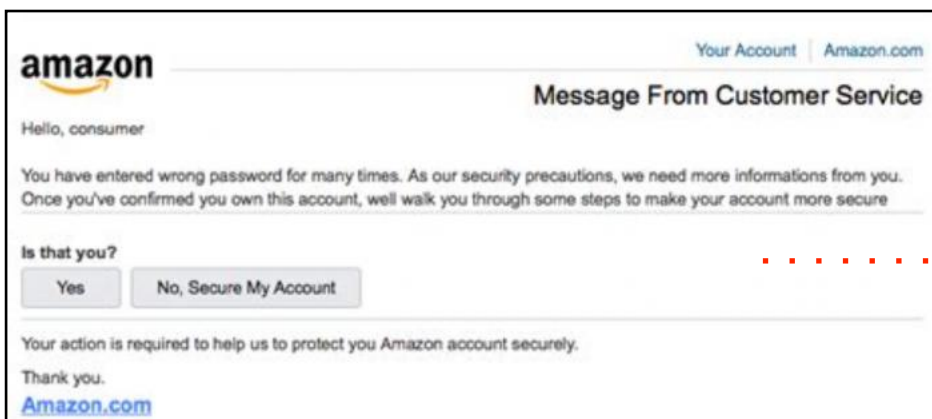 amazon
Your Account | Amazon.com
Message From Customer Service
Hello, consumer
You have entered wrong password for many times. As our security precautions, we need more informations from you.
Once you've confirmed you own this account, well walk you through some steps to make your account more secure
Is that you?
Yes
No, Secure My Account
Your action is required to help us to protect you Amazon account securely.
Thank you.
Amazon.com